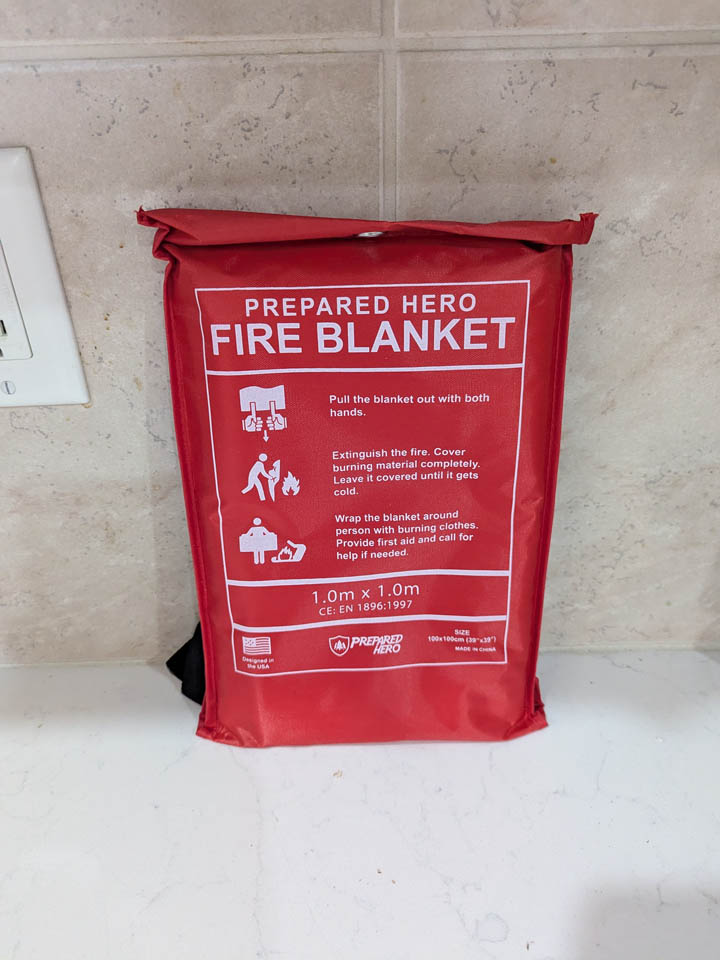 PREPARED HERO
FIRE BLANKET
Pull the blanket out with both
hands.
Extinguish the fire. Cover
burning material completely.
Leave it covered until it gets
cold.
Wrap the blanket around
person with burning clothes.
Provide first aid and call for
help if needed.
1.0m x 1.0m
CE: EN 1896:1997
Designed in
the USA
PREPARED
HERO
SIZE
100x100cm (39"x39")
MADE IN CHINA